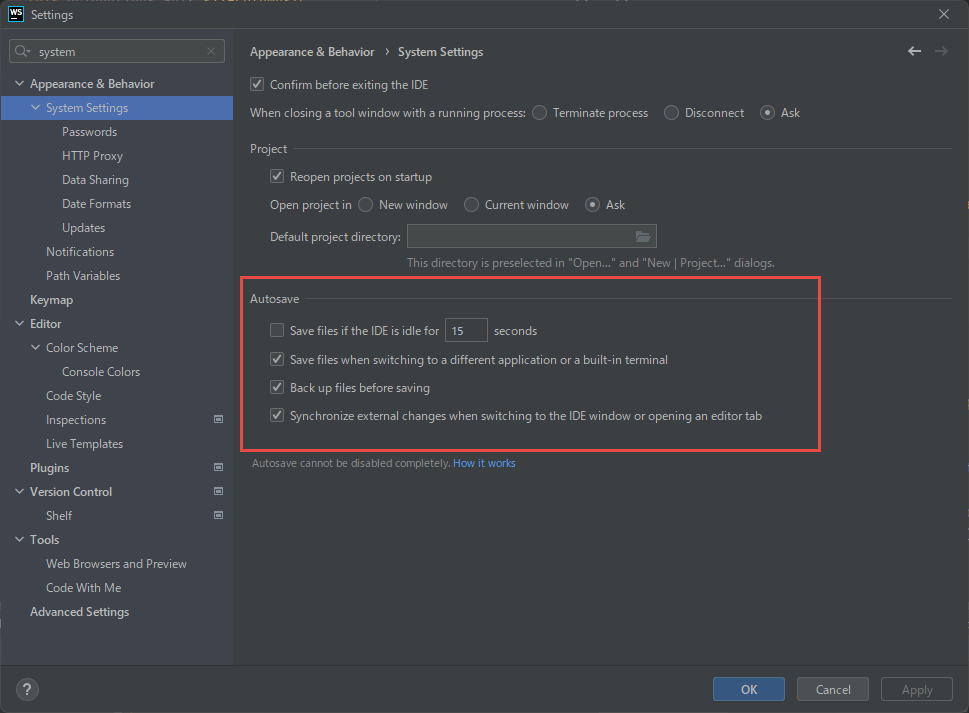 WS Settings
system
Appearance & Behavior
System Settings
Passwords
HTTP Proxy
Data Sharing
Date Formats
Updates
Notifications
Path Variables
Keymap
Editor
Color Scheme
Console Colors
Code Style
Inspections
Live Templates
Plugins
Version Control
Shelf
Tools
Web Browsers and Preview
Code With Me
Advanced Settings
Appearance & Behavior › System Settings
Confirm before exiting the IDE
When closing a tool window with a running process: Terminate process Disconnect Ask
Project
Reopen projects on startup
Open project in New window Current window Ask
Default project directory:
This directory is preselected in "Open..." and "New | Project..." dialogs.
Autosave
Save files if the IDE is idle for 15 seconds
Save files when switching to a different application or a built-in terminal
Back up files before saving
Synchronize external changes when switching to the IDE window or opening an editor tab
Autosave cannot be disabled completely. How it works
? OK Cancel Apply